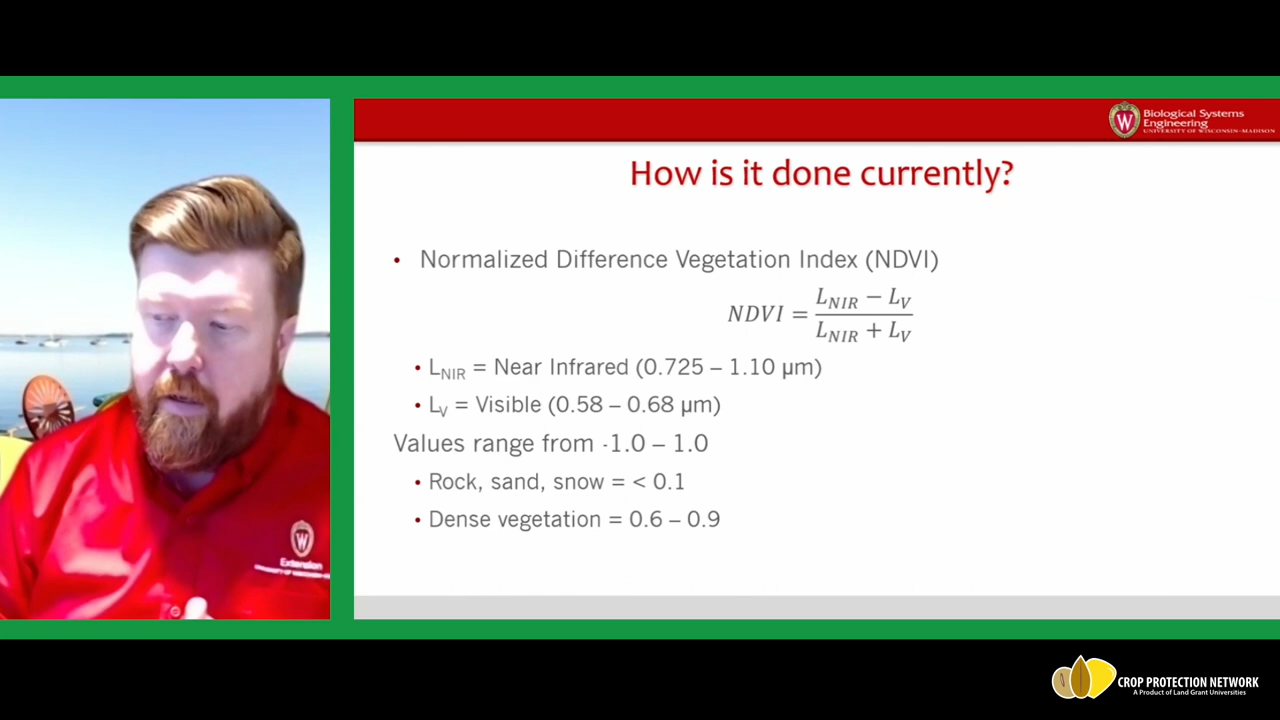 Biological Systems
Engineering
UNIVERSITY OF WISCONSIN–MADISON
How is it done currently?
• Normalized Difference Vegetation Index (NDVI)
NDVI = (L_NIR − L_V) / (L_NIR + L_V)
• L_NIR = Near Infrared (0.725 – 1.10 µm)
• L_V = Visible (0.58 – 0.68 µm)
Values range from -1.0 – 1.0
• Rock, sand, snow = < 0.1
• Dense vegetation = 0.6 – 0.9
W
Extension
CROP PROTECTION NETWORK
A Product of Land Grant Universities